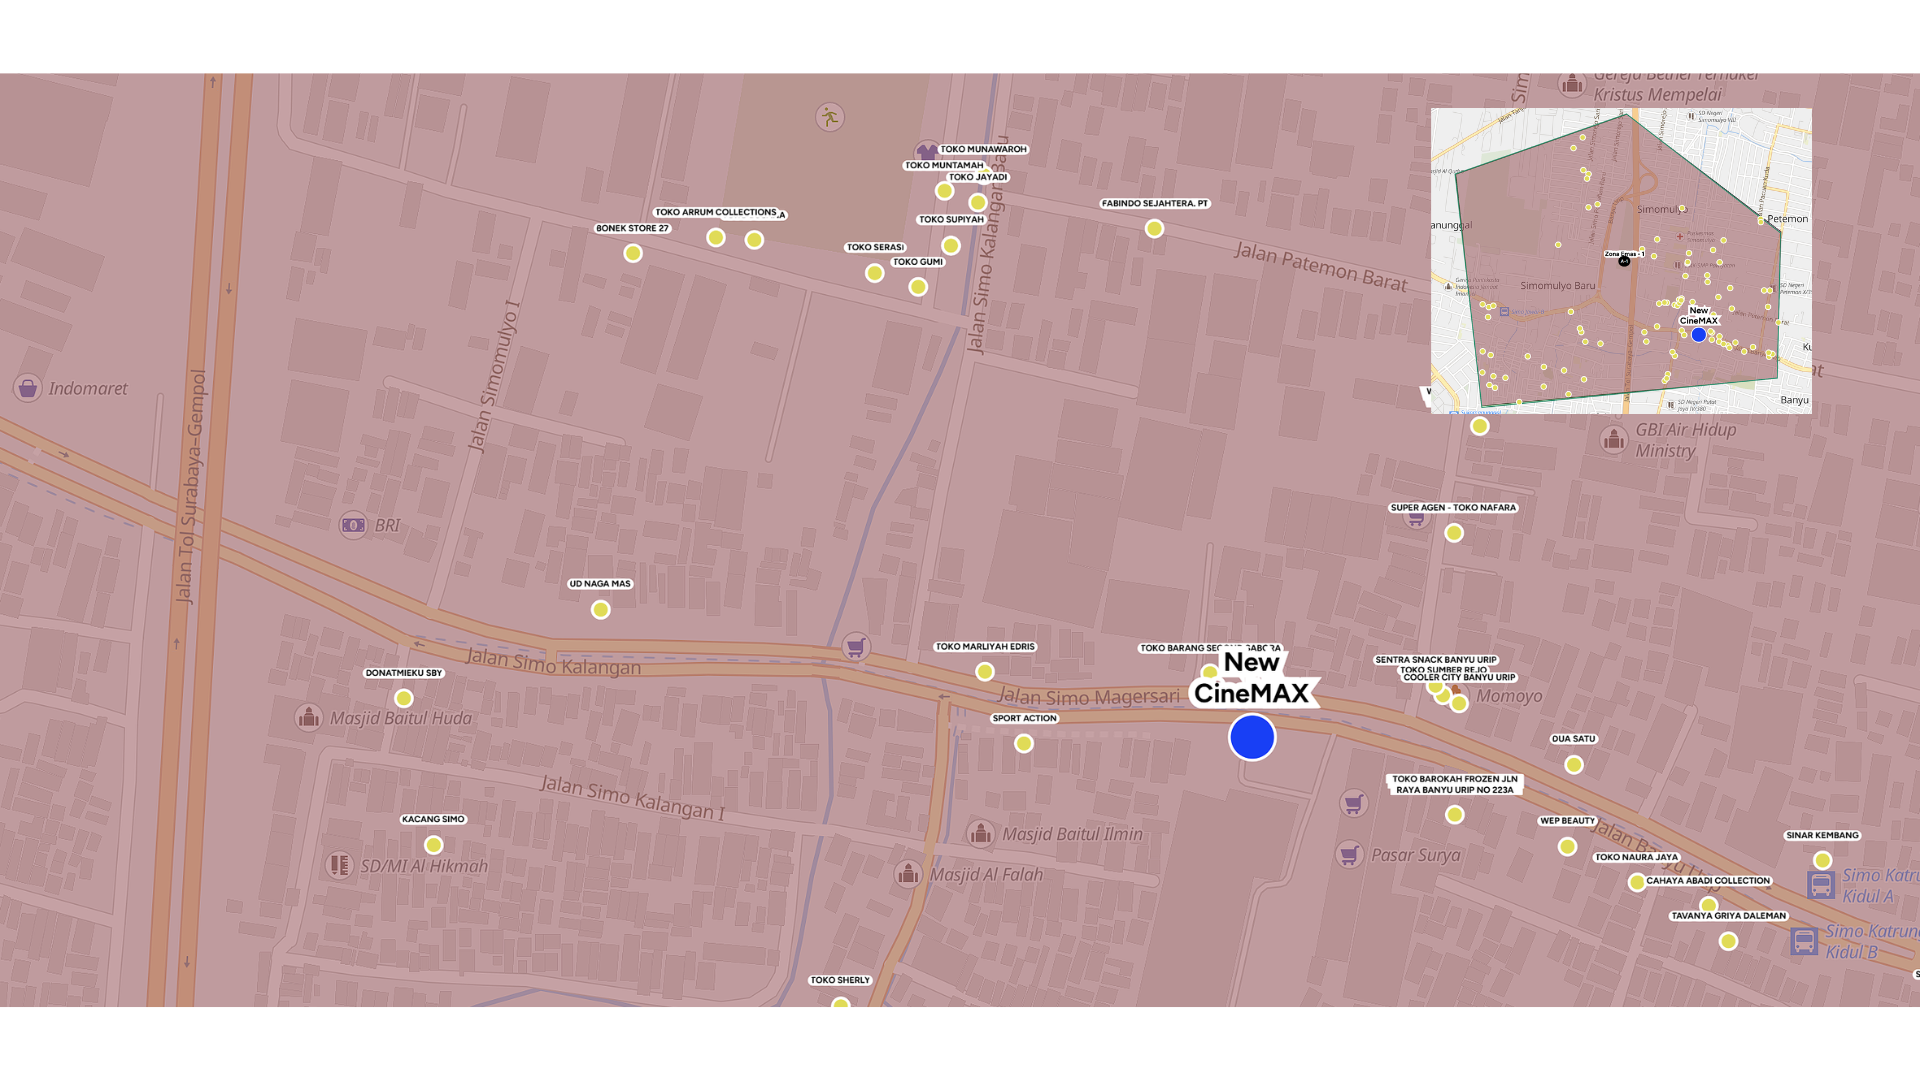 Gereja Bethel Ternakel
Kristus Mempelai
TOKO MUNAWAROH
TOKO MUNTAMAH
TOKO JAYADI
FABINDO SEJAHTERA. PT
TOKO ARRUM COLLECTIONS
TOKO SUPIYAH
BONEK STORE 27
TOKO SERASI
TOKO GUMI
Jalan Patemon Barat
Jalan Simo Kalangan Baru
Jalan Simomulyo I
Indomaret
Jalan Tol Surabaya-Gempol
Simomulyo
Petemon
Zona Emas - 1
Simomulyo Baru
New
CineMAX
Banyu
GBI Air Hidup
Ministry
SUPER AGEN - TOKO NAFARA
BRI
UD NAGA MAS
TOKO MARLIYAH EDRIS
TOKO BARANG
New
CineMAX
SENTRA SNACK BANYU URIP
TOKO SUMBER REJO
COOLER CITY BANYU URIP
Momoyo
Jalan Simo Kalangan
Jalan Simo Magersari
DONATMIEKU SBY
Masjid Baitul Huda
SPORT ACTION
DUA SATU
TOKO BAROKAH FROZEN JLN
RAYA BANYU URIP NO 223A
Jalan Simo Kalangan I
KACANG SIMO
SD/MI Al Hikmah
Masjid Baitul Ilmin
Masjid Al Falah
Pasar Surya
WEP BEAUTY
Jalan Banyu Urip
SINAR KEMBANG
TOKO NAURA JAYA
CAHAYA ABADI COLLECTION
Simo Katru
Kidul A
TAVANYA GRIYA DALEMAN
Simo Katrun
Kidul B
TOKO SHERLY